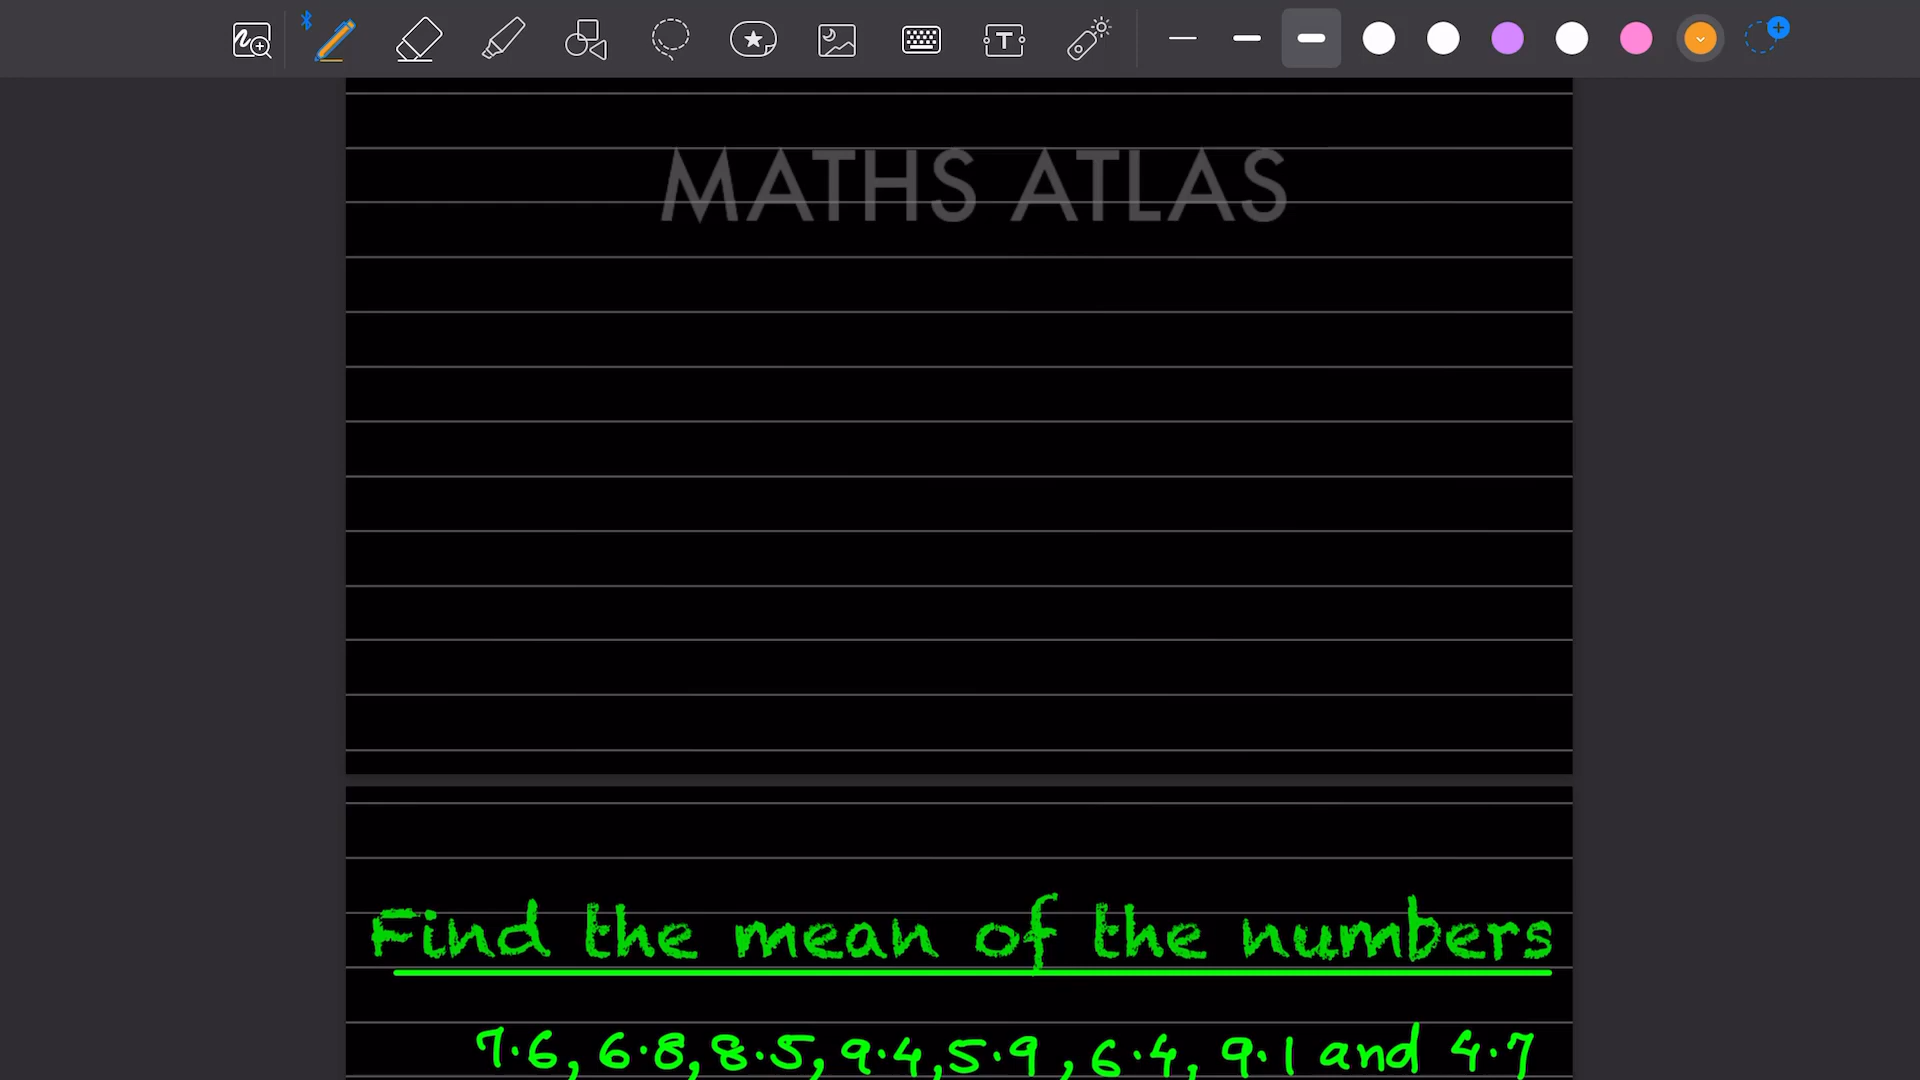 MATHS ATLAS
Find the mean of the numbers
7.6, 6.8, 8.5, 9.4, 5.9, 6.4, 9.1 and 4.7